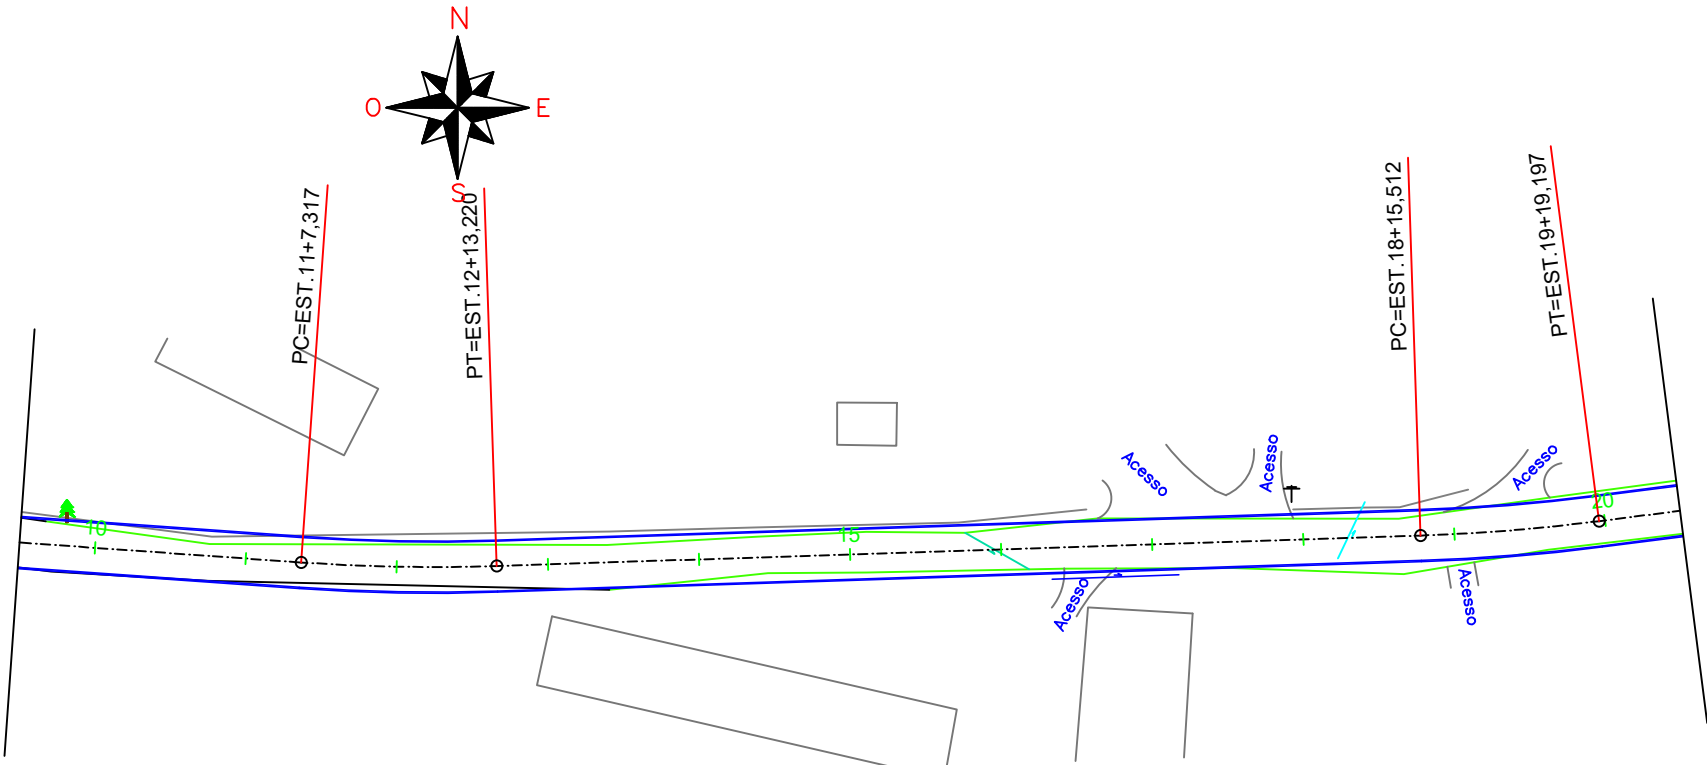 N
O
E
S
PC=EST.11+7,317
PT=EST.12+13,220
PC=EST.18+15,512
PT=EST.19+19,197
Acesso
Acesso
Acesso
10
15
20
Acesso
Acesso